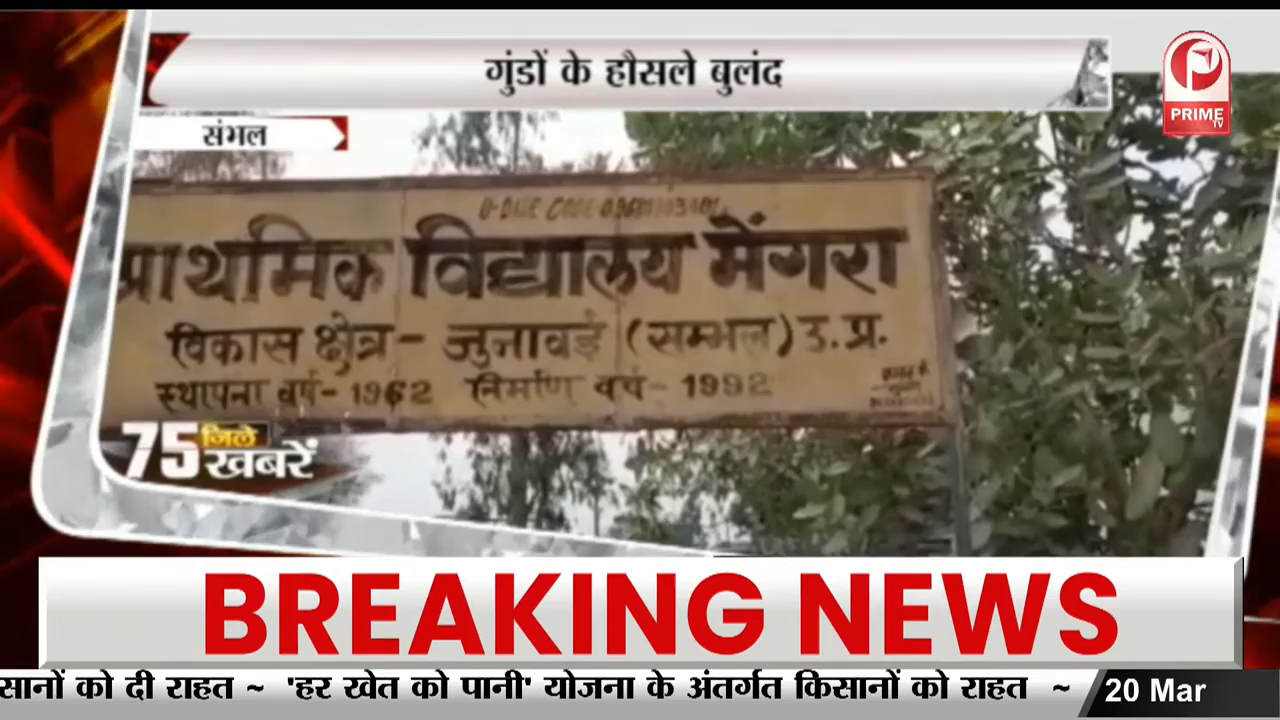 गुंडों के हौसले बुलंद
PRIME
TV
संभल
प्राथमिक विद्यालय मेंगरा
विकास क्षेत्र - जुनावई (सम्भल) उ.प्र.
स्थापना वर्ष - 1962 निर्माण वर्ष - 1992
75 जिले
खबरें
BREAKING NEWS
सानों को दी राहत ~ 'हर खेत को पानी' योजना के अंतर्गत किसानों को राहत ~
20 Mar